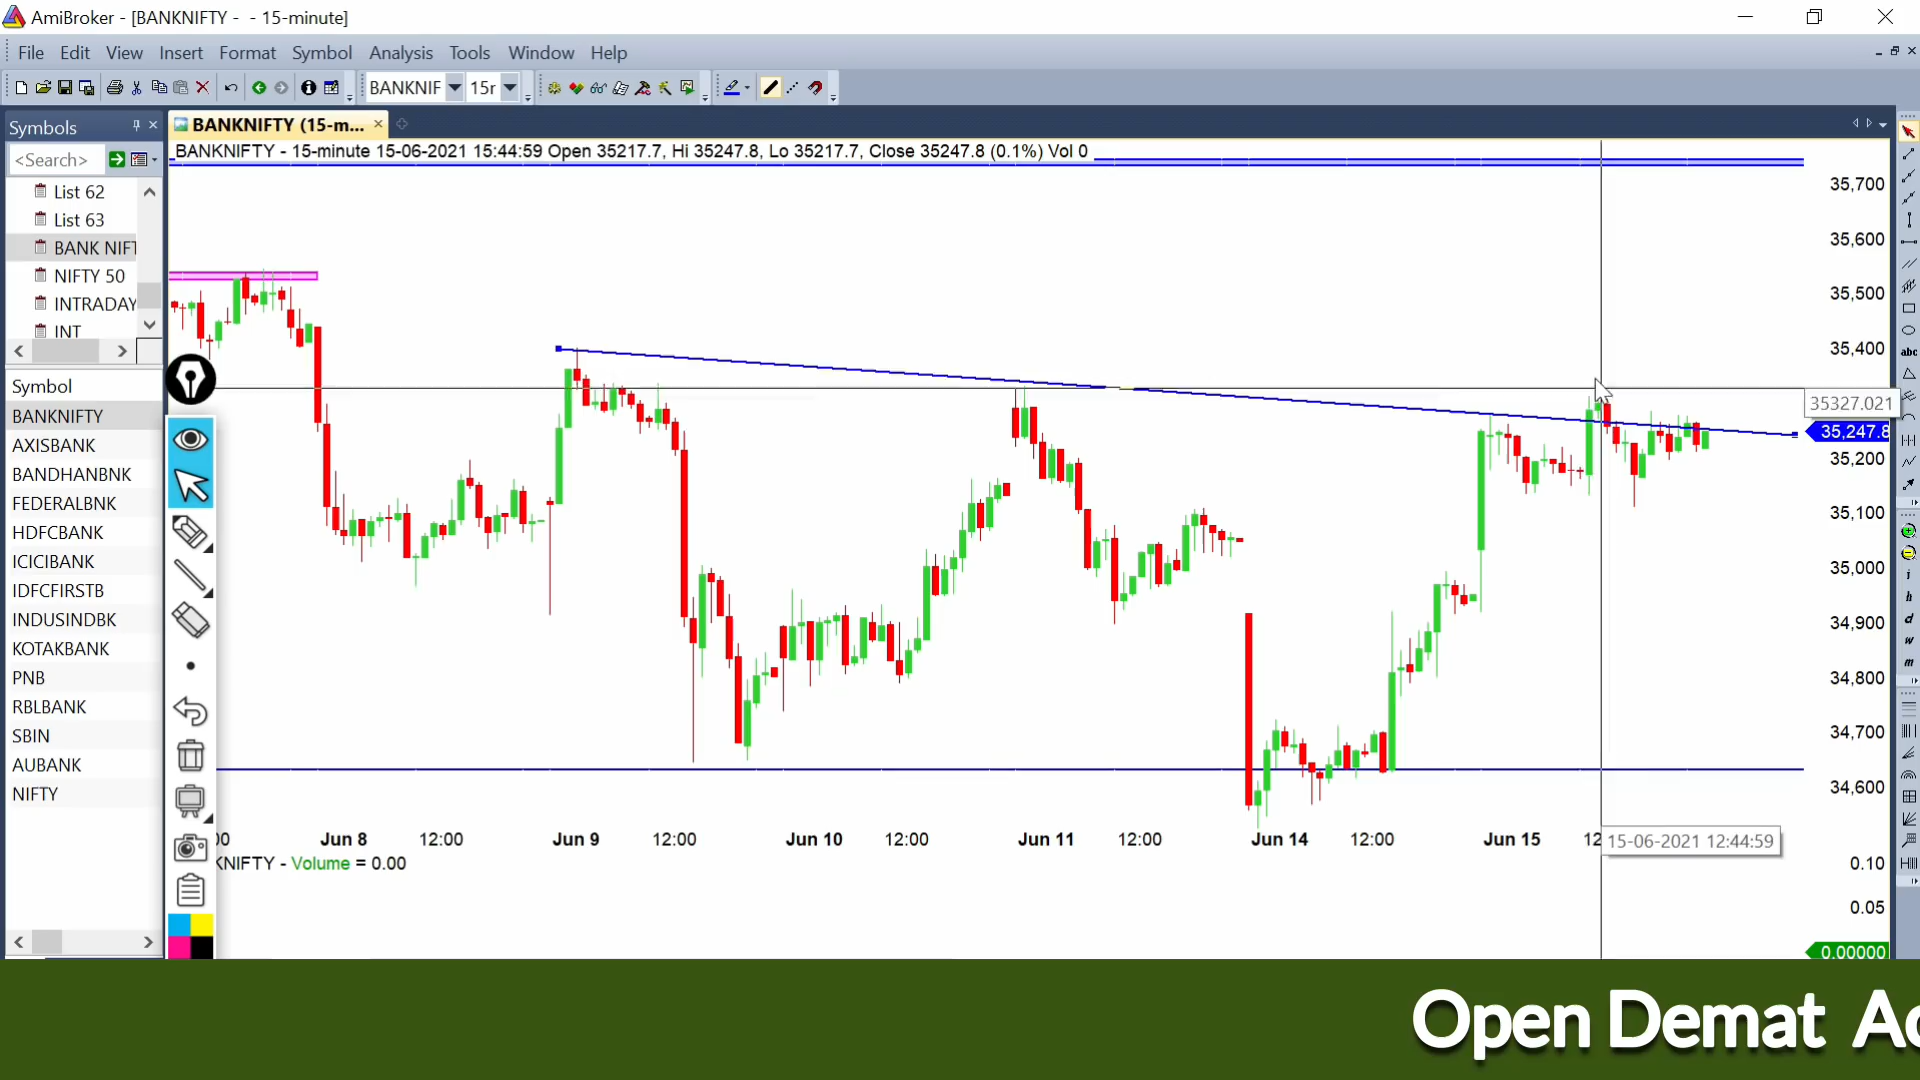 AmiBroker - [BANKNIFTY - - 15-minute]
File Edit View Insert Format Symbol Analysis Tools Window Help
BANKNIF 15r
Symbols
BANKNIFTY (15-m...
<Search>
BANKNIFTY - 15-minute 15-06-2021 15:44:59 Open 35217.7, Hi 35247.8, Lo 35217.7, Close 35247.8 (0.1%) Vol 0
List 62
List 63
BANK NIFT
NIFTY 50
INTRADAY
INT
Symbol
BANKNIFTY
AXISBANK
BANDHANBNK
FEDERALBNK
HDFCBANK
ICICIBANK
IDFCFIRSTB
INDUSINDBK
KOTAKBANK
PNB
RBLBANK
SBIN
AUBANK
NIFTY
35,700
35,600
35,500
35,400
35327.021
35,247.8
35,200
35,100
35,000
34,900
34,800
34,700
34,600
abc
i
h
d
w
m
00 Jun 8 12:00 Jun 9 12:00 Jun 10 12:00 Jun 11 12:00 Jun 14 12:00 Jun 15 12
15-06-2021 12:44:59
KNIFTY - Volume = 0.00
0.10
0.05
0.00000
Open Demat Ac